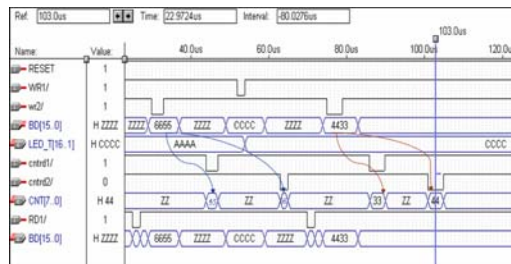 Ref: 103.0us Time: 22.9724us Interval: -80.0276us
103.0us
Name: Value: 40.0us 60.0us 80.0us 100.0us 120.0u
RESET 1
WR1/ 1
wr2/ 1
BD[15..0] H ZZZZ ZZZZ 6655 ZZZZ CCCC ZZZZ 4433
LED_T[16..1] H CCCC AAAA CCCC
cntrd1/ 1
cntrd2/ 0
CNT[7..0] H 44 ZZ ZZ ZZ 33 ZZ 44
RD1/ 1
BD[15..0] H ZZZZ 6655 ZZZZ CCCC ZZZZ 4433